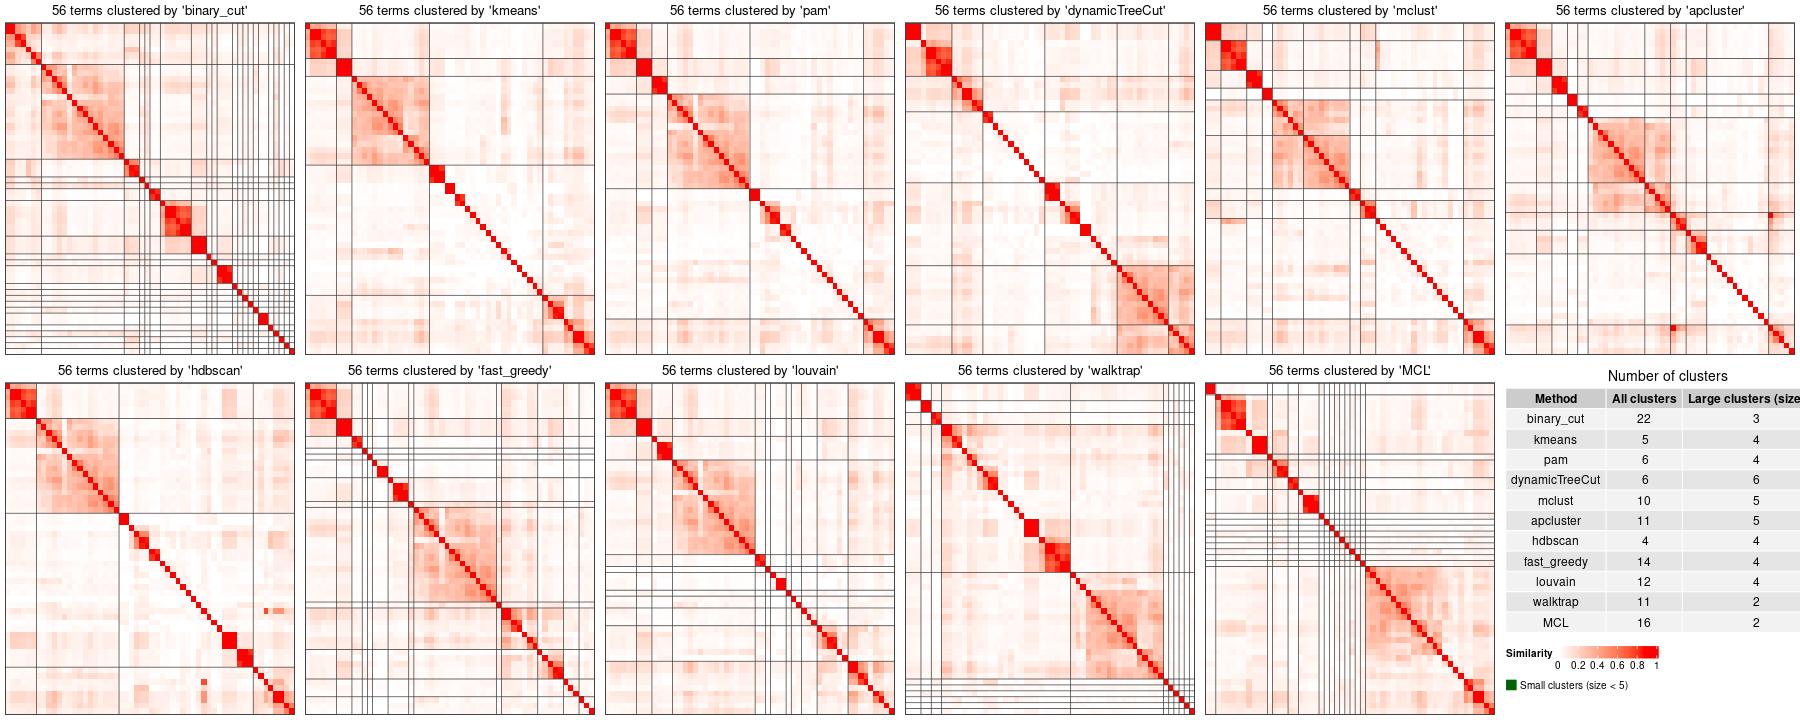 56 terms clustered by 'binary_cut'
56 terms clustered by 'kmeans'
56 terms clustered by 'pam'
56 terms clustered by 'dynamicTreeCut'
56 terms clustered by 'mclust'
56 terms clustered by 'apcluster'
56 terms clustered by 'hdbscan'
56 terms clustered by 'fast_greedy'
56 terms clustered by 'louvain'
56 terms clustered by 'walktrap'
56 terms clustered by 'MCL'
Number of clusters
Method All clusters Large clusters (size
binary_cut 22 3
kmeans 5 4
pam 6 4
dynamicTreeCut 6 6
mclust 10 5
apcluster 11 5
hdbscan 4 4
fast_greedy 14 4
louvain 12 4
walktrap 11 2
MCL 16 2
Similarity
0 0.2 0.4 0.6 0.8 1
Small clusters (size < 5)